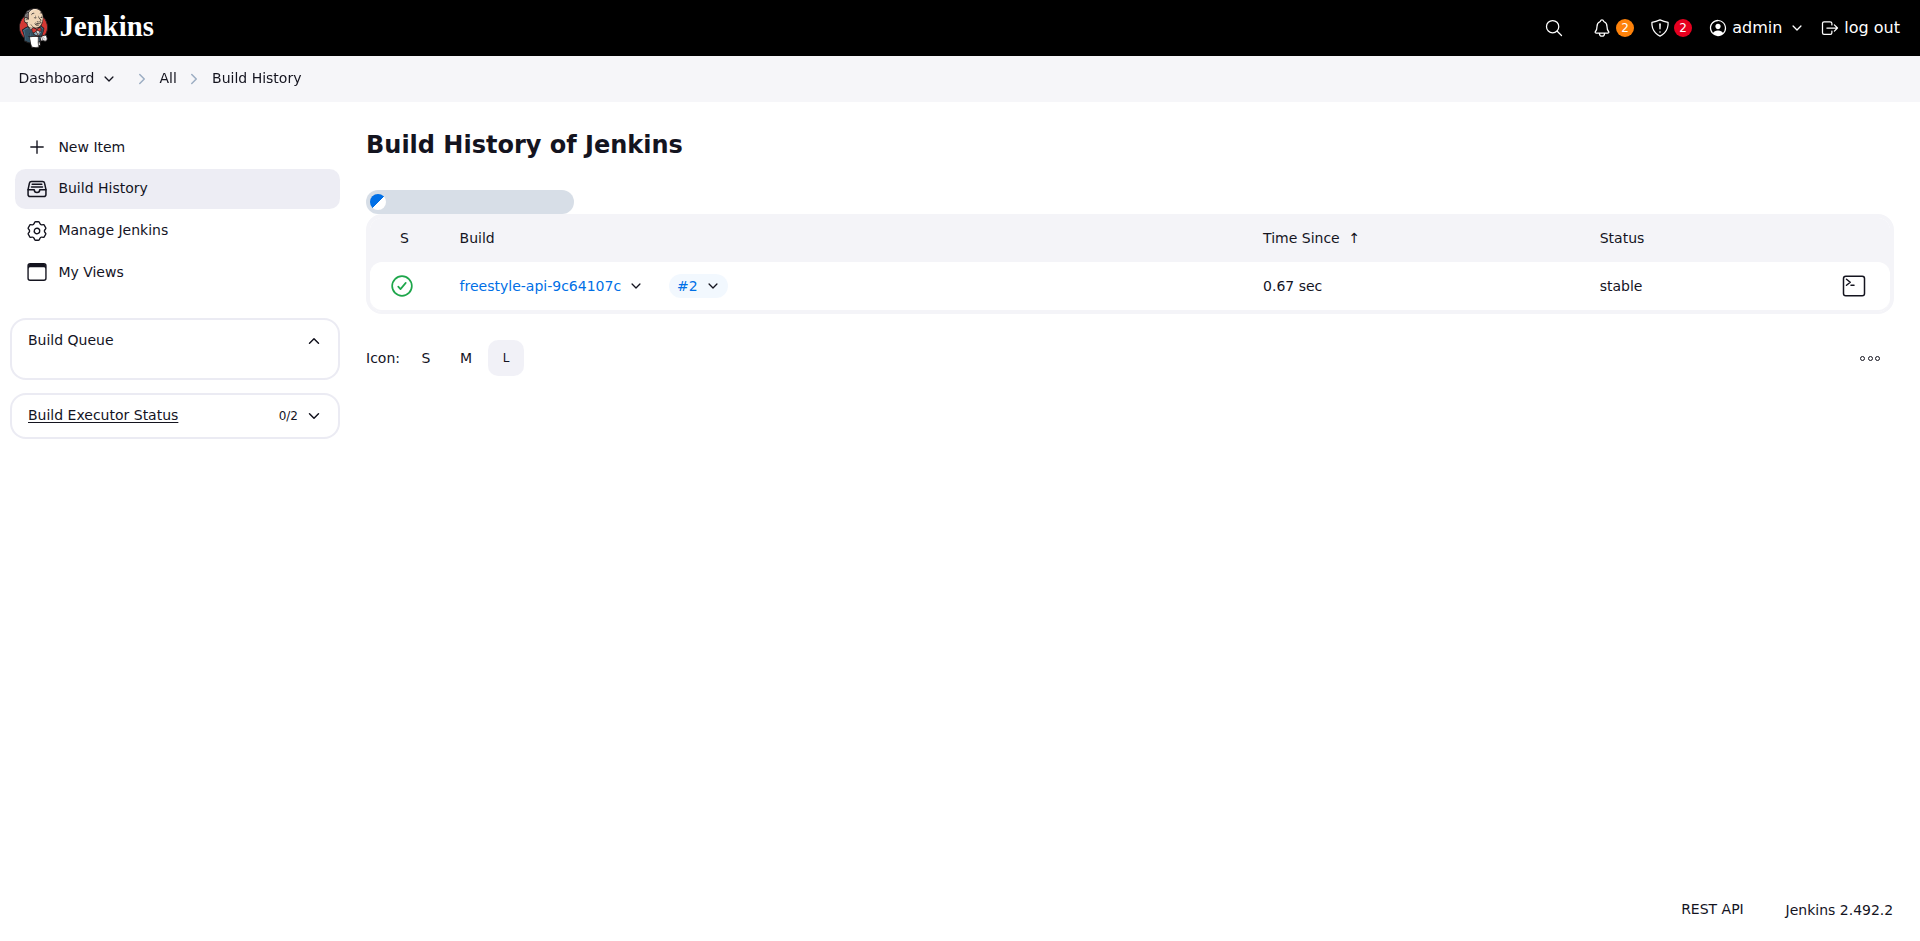 Jenkins
2
2
admin
log out
Dashboard
All
Build History
New Item
Build History
Manage Jenkins
My Views
Build Queue
Build Executor Status
0/2
Build History of Jenkins
S Build Time Since ↑ Status
freestyle-api-9c64107c #2 0.67 sec stable
Icon: S M L
REST API
Jenkins 2.492.2